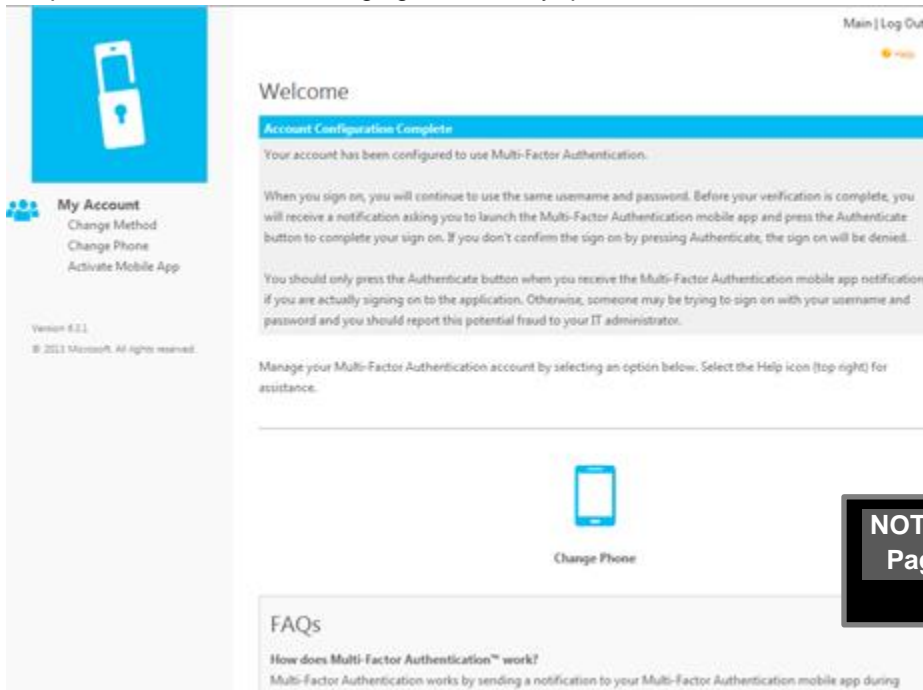 Main | Log Out
Help
Welcome
Account Configuration Complete
Your account has been configured to use Multi-Factor Authentication.
When you sign on, you will continue to use the same username and password. Before your verification is complete, you
will receive a notification asking you to launch the Multi-Factor Authentication mobile app and press the Authenticate
button to complete your sign on. If you don't confirm the sign on by pressing Authenticate, the sign on will be denied.
You should only press the Authenticate button when you receive the Multi-Factor Authentication mobile app notification
if you are actually signing on to the application. Otherwise, someone may be trying to sign on with your username and
password and you should report this potential fraud to your IT administrator.
My Account
Change Method
Change Phone
Activate Mobile App
Version
© 2013 Microsoft. All rights reserved.
Manage your Multi-Factor Authentication account by selecting an option below. Select the Help icon (top right) for
assistance.
Change Phone
NOT
Pag
FAQs
How does Multi-Factor Authentication™ work?
Multi-Factor Authentication works by sending a notification to your Multi-Factor Authentication mobile app during